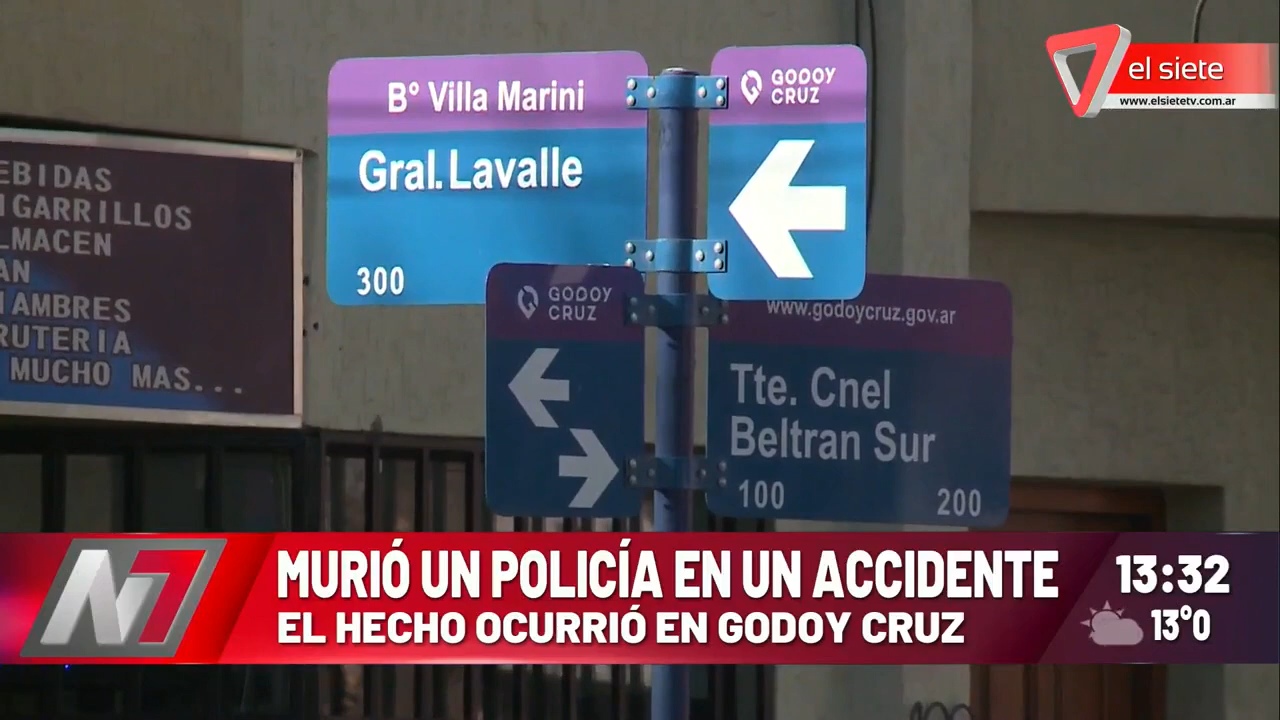 el siete
www.elsietetv.com.ar
B° Villa Marini
Gral. Lavalle
300
GODOY
CRUZ
EBIDAS
IGARRILLOS
LMACEN
AN
IAMBRES
RUTERIA
MUCHO MAS...
GODOY
CRUZ
www.godoycruz.gov.ar
Tte. Cnel
Beltran Sur
100 200
N7
MURIÓ UN POLICÍA EN UN ACCIDENTE
EL HECHO OCURRIÓ EN GODOY CRUZ
13:32
13°0